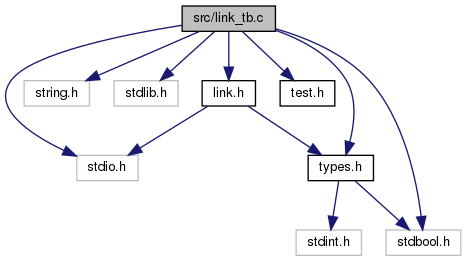 src/link_tb.c
string.h
stdlib.h
link.h
test.h
stdio.h
types.h
stdint.h
stdbool.h